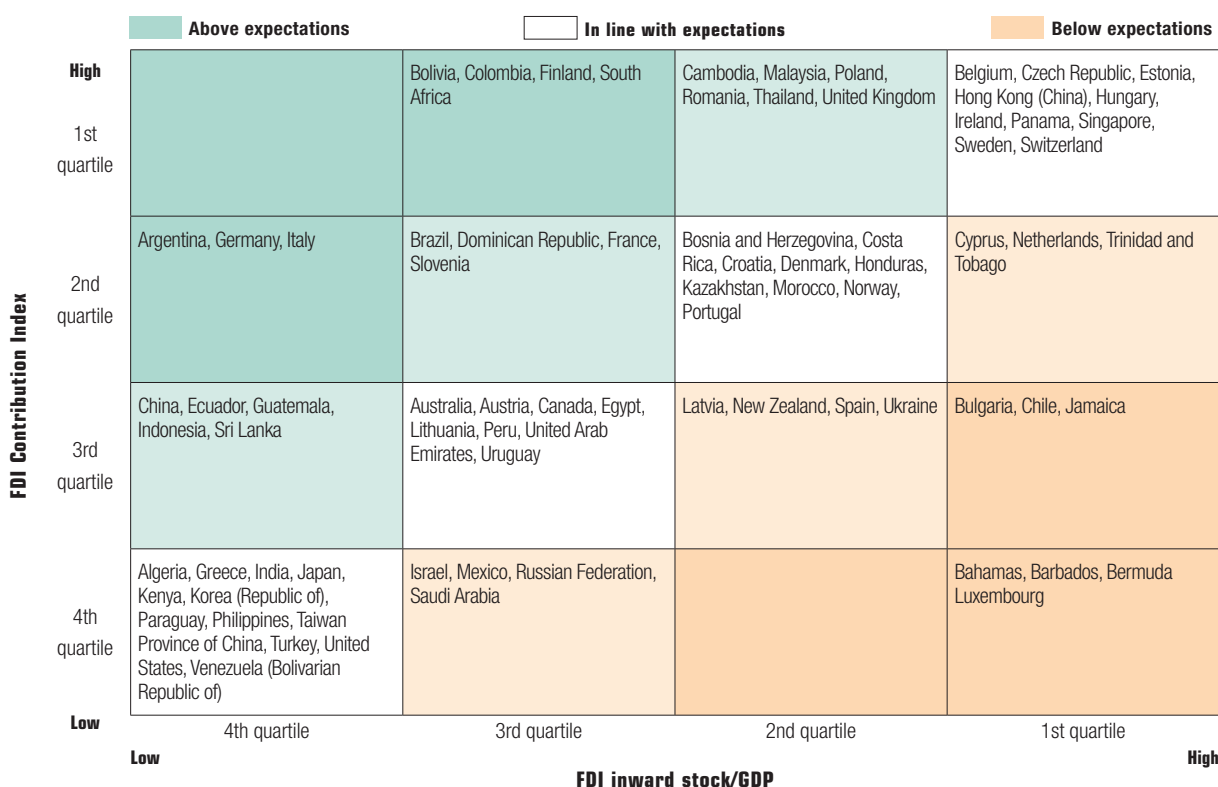 Above expectations
In line with expectations
Below expectations
FDI Contribution Index
High
1st
quartile
Bolivia, Colombia, Finland, South
Africa
Cambodia, Malaysia, Poland,
Romania, Thailand, United Kingdom
Belgium, Czech Republic, Estonia,
Hong Kong (China), Hungary,
Ireland, Panama, Singapore,
Sweden, Switzerland
2nd
quartile
Argentina, Germany, Italy
Brazil, Dominican Republic, France,
Slovenia
Bosnia and Herzegovina, Costa
Rica, Croatia, Denmark, Honduras,
Kazakhstan, Morocco, Norway,
Portugal
Cyprus, Netherlands, Trinidad and
Tobago
3rd
quartile
China, Ecuador, Guatemala,
Indonesia, Sri Lanka
Australia, Austria, Canada, Egypt,
Lithuania, Peru, United Arab
Emirates, Uruguay
Latvia, New Zealand, Spain, Ukraine
Bulgaria, Chile, Jamaica
4th
quartile
Algeria, Greece, India, Japan,
Kenya, Korea (Republic of),
Paraguay, Philippines, Taiwan
Province of China, Turkey, United
States, Venezuela (Bolivarian
Republic of)
Israel, Mexico, Russian Federation,
Saudi Arabia
Bahamas, Barbados, Bermuda
Luxembourg
Low
4th quartile
3rd quartile
2nd quartile
1st quartile
Low
High
FDI inward stock/GDP